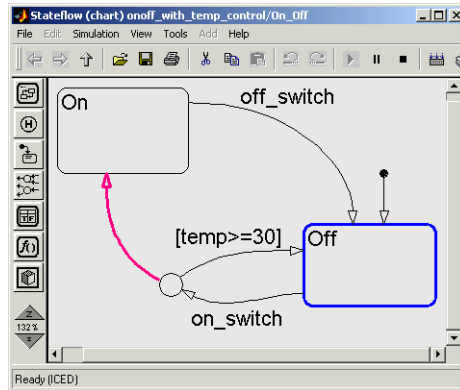 Stateflow (chart) onoff_with_temp_control/On_Off
File Edit Simulation View Tools Add Help
On
off_switch
[temp>=30]
Off
on_switch
H
f()
Z
132 %
z
Ready (ICED)